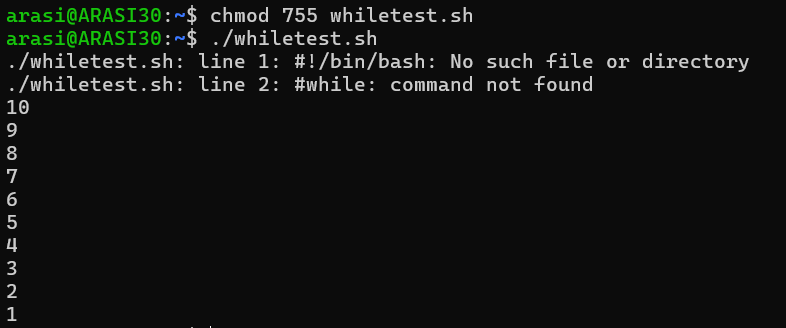 arasi@ARASI30:~$ chmod 755 whiletest.sh
arasi@ARASI30:~$ ./whiletest.sh
./whiletest.sh: line 1: #!/bin/bash: No such file or directory
./whiletest.sh: line 2: #while: command not found
10
9
8
7
6
5
4
3
2
1